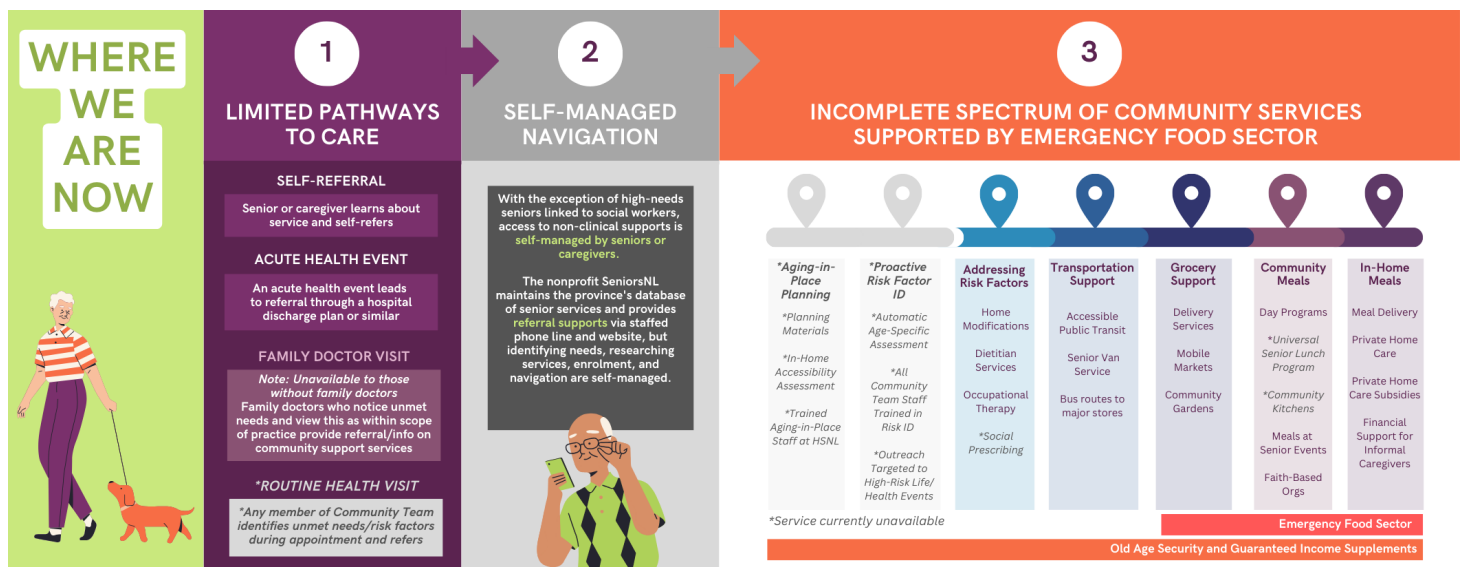 WHERE
WE
ARE
NOW
1
LIMITED PATHWAYS
TO CARE
SELF-REFERRAL
Senior or caregiver learns about
service and self-refers
ACUTE HEALTH EVENT
An acute health event leads
to referral through a hospital
discharge plan or similar
FAMILY DOCTOR VISIT
Note: Unavailable to those
without family doctors
Family doctors who notice unmet
needs and view this as within scope
of practice provide referral/info on
community support services
*ROUTINE HEALTH VISIT
*Any member of Community Team
identifies unmet needs/risk factors
during appointment and refers
2
SELF-MANAGED
NAVIGATION
With the exception of high-needs
seniors linked to social workers,
access to non-clinical supports is
self-managed by seniors or
caregivers.
The nonprofit SeniorsNL
maintains the province's database
of senior services and provides
referral supports via staffed
phone line and website, but
identifying needs, researching
services, enrolment, and
navigation are self-managed.
3
INCOMPLETE SPECTRUM OF COMMUNITY SERVICES
SUPPORTED BY EMERGENCY FOOD SECTOR
*Aging-in-
Place
Planning
*Planning
Materials
*In-Home
Accessibility
Assessment
*Trained
Aging-in-Place
Staff at HSNL
*Proactive
Risk Factor
ID
*Automatic
Age-Specific
Assessment
*All
Community
Team Staff
Trained in
Risk ID
*Outreach
Targeted to
High-Risk Life/
Health Events
Addressing
Risk Factors
Home
Modifications
Dietitian
Services
Occupational
Therapy
*Social
Prescribing
Transportation
Support
Accessible
Public Transit
Senior Van
Service
Bus routes to
major stores
Grocery
Support
Delivery
Services
Mobile
Markets
Community
Gardens
Community
Meals
Day Programs
*Universal
Senior Lunch
Program
*Community
Kitchens
Meals at
Senior Events
Faith-Based
Orgs
In-Home
Meals
Meal Delivery
Private Home
Care
Private Home
Care Subsidies
Financial
Support for
Informal
Caregivers
*Service currently unavailable
Emergency Food Sector
Old Age Security and Guaranteed Income Supplements